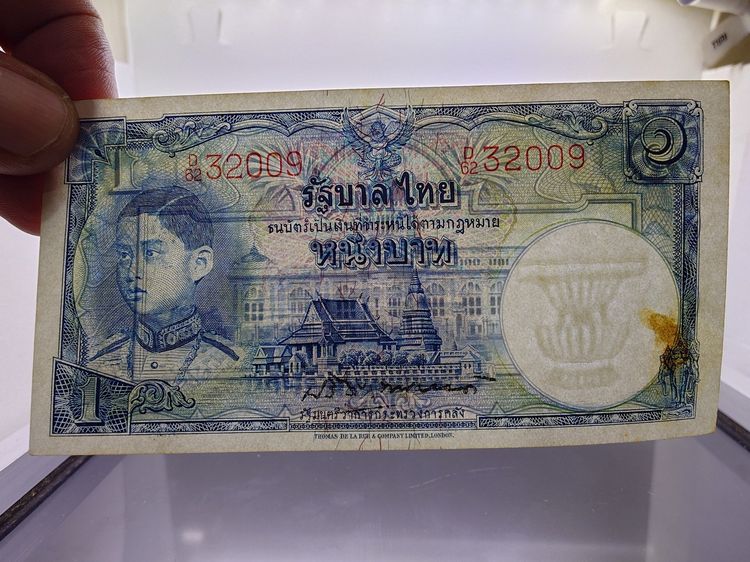 1 ๑
D/62 32009 D/62 32009
รัฐบาลไทย
ธนบัตร์เป็นเงินที่ชำระหนี้ได้ตามกฎหมาย
หนึ่งบาท
1
รัฐมนตรีว่าการกระทรวงการคลัง
THOMAS DE LA RUE & COMPANY LIMITED, LONDON.